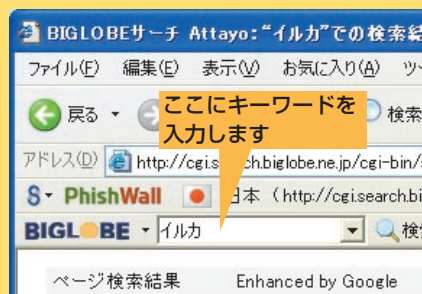 BIGLOBEサーチ Attayo:“イルカ”での検索結
ファイル(F) 編集(E) 表示(V) お気に入り(A) ツ
戻る 検索
ここにキーワードを
入力します
アドレス(D) http://cgi.search.biglobe.ne.jp/cgi-bin/
PhishWall 日本 (http://cgi.search.bi
BIGLOBE イルカ 検
ページ検索結果 Enhanced by Google